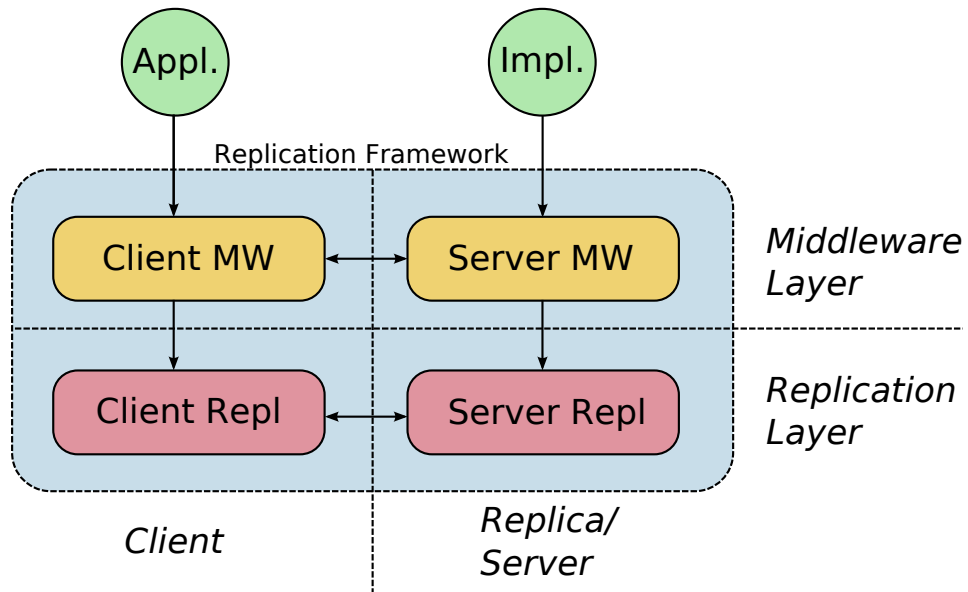 Appl.
Impl.
Replication Framework
Client MW
Server MW
Middleware
Layer
Client Repl
Server Repl
Replication
Layer
Client
Replica/
Server